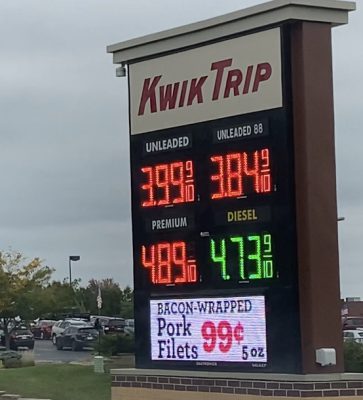 KWIK TRIP
UNLEADED
UNLEADED 88
3.99 9/10
3.84 9/10
PREMIUM
DIESEL
4.89 9/10
4.73 9/10
BACON-WRAPPED
Pork
Filets
99¢
5 oz